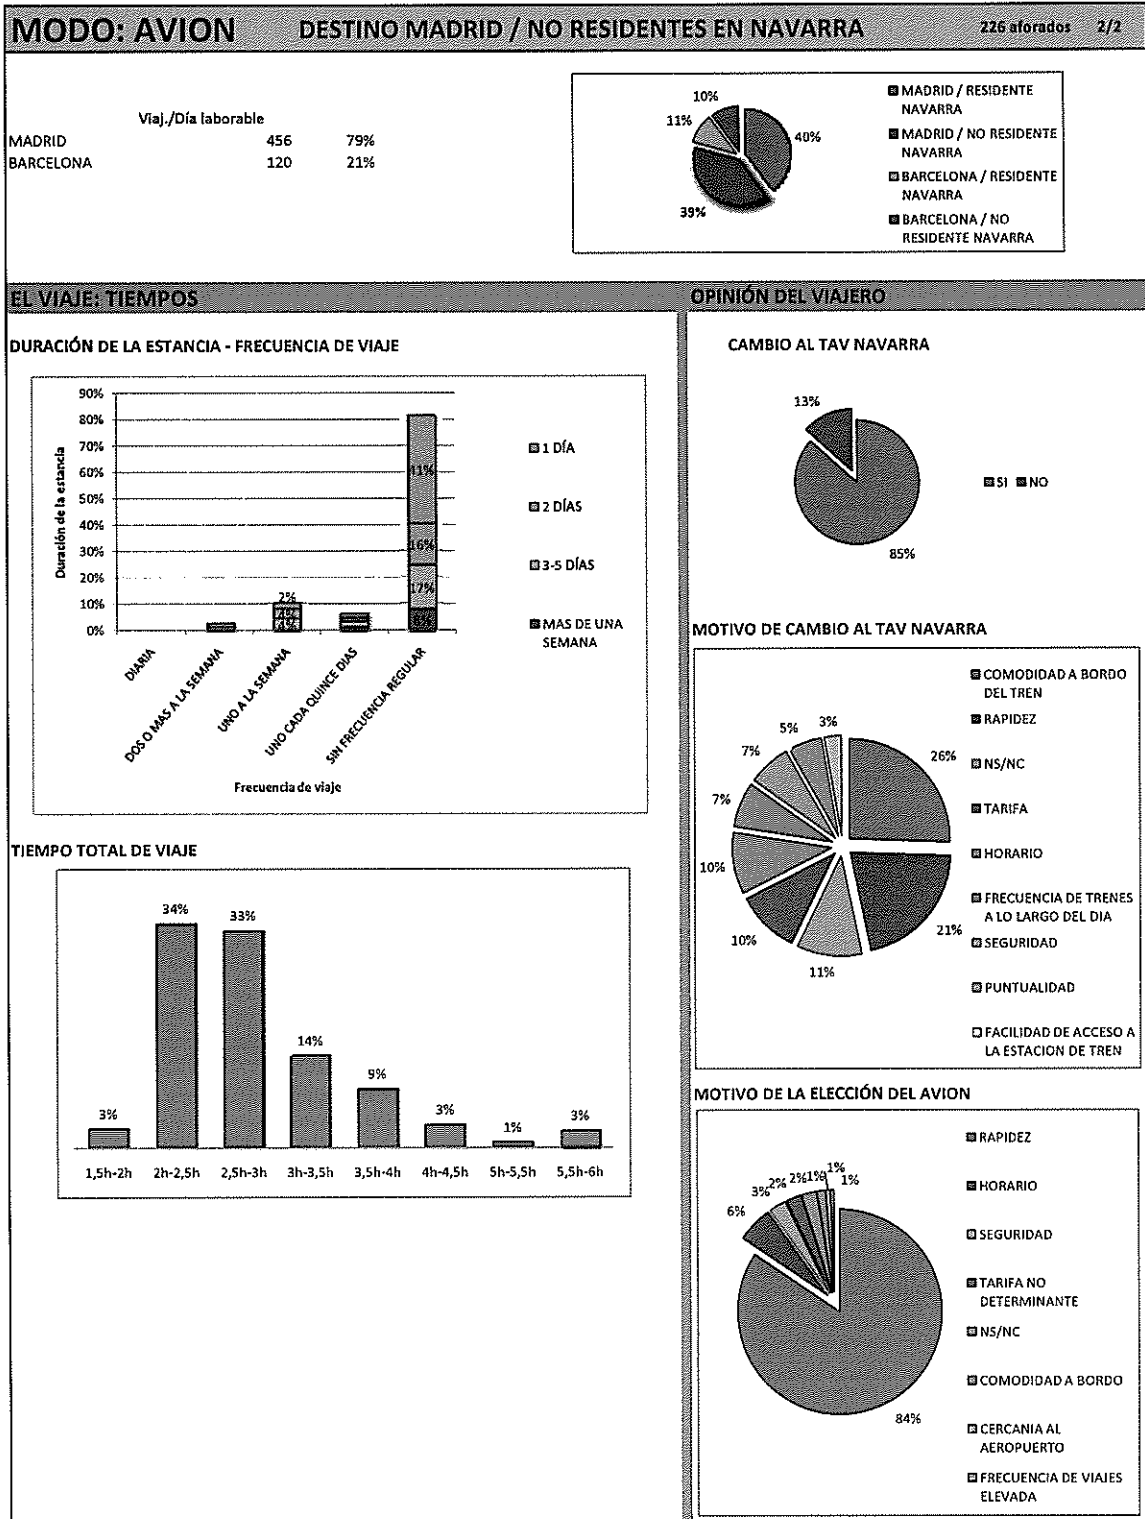 MODO: AVION DESTINO MADRID / NO RESIDENTES EN NAVARRA 226 aforados 2/2
Viaj./Día laborable
MADRID 456 79%
BARCELONA 120 21%
10%
11%
40%
39%
MADRID / RESIDENTE
NAVARRA
MADRID / NO RESIDENTE
NAVARRA
BARCELONA / RESIDENTE
NAVARRA
BARCELONA / NO
RESIDENTE NAVARRA
EL VIAJE: TIEMPOS
DURACIÓN DE LA ESTANCIA - FRECUENCIA DE VIAJE
Duración de la estancia
90%
80%
70%
60%
50%
40%
30%
20%
10%
0%
41%
16%
17%
8%
2%
4%
4%
DIARIA
DOS O MAS A LA SEMANA
UNO A LA SEMANA
UNO CADA QUINCE DIAS
SIN FRECUENCIA REGULAR
Frecuencia de viaje
1 DÍA
2 DÍAS
3-5 DÍAS
MAS DE UNA
SEMANA
TIEMPO TOTAL DE VIAJE
3% 34% 33% 14% 9% 3% 1% 3%
1,5h-2h 2h-2,5h 2,5h-3h 3h-3,5h 3,5h-4h 4h-4,5h 5h-5,5h 5,5h-6h
OPINIÓN DEL VIAJERO
CAMBIO AL TAV NAVARRA
13%
85%
SI NO
MOTIVO DE CAMBIO AL TAV NAVARRA
3%
5%
7%
7%
10%
10%
11%
21%
26%
COMODIDAD A BORDO
DEL TREN
RAPIDEZ
NS/NC
TARIFA
HORARIO
FRECUENCIA DE TRENES
A LO LARGO DEL DIA
SEGURIDAD
PUNTUALIDAD
FACILIDAD DE ACCESO A
LA ESTACION DE TREN
MOTIVO DE LA ELECCIÓN DEL AVION
6%
3%
2%
2%
1%
1%
1%
84%
RAPIDEZ
HORARIO
SEGURIDAD
TARIFA NO
DETERMINANTE
NS/NC
COMODIDAD A BORDO
CERCANIA AL
AEROPUERTO
FRECUENCIA DE VIAJES
ELEVADA